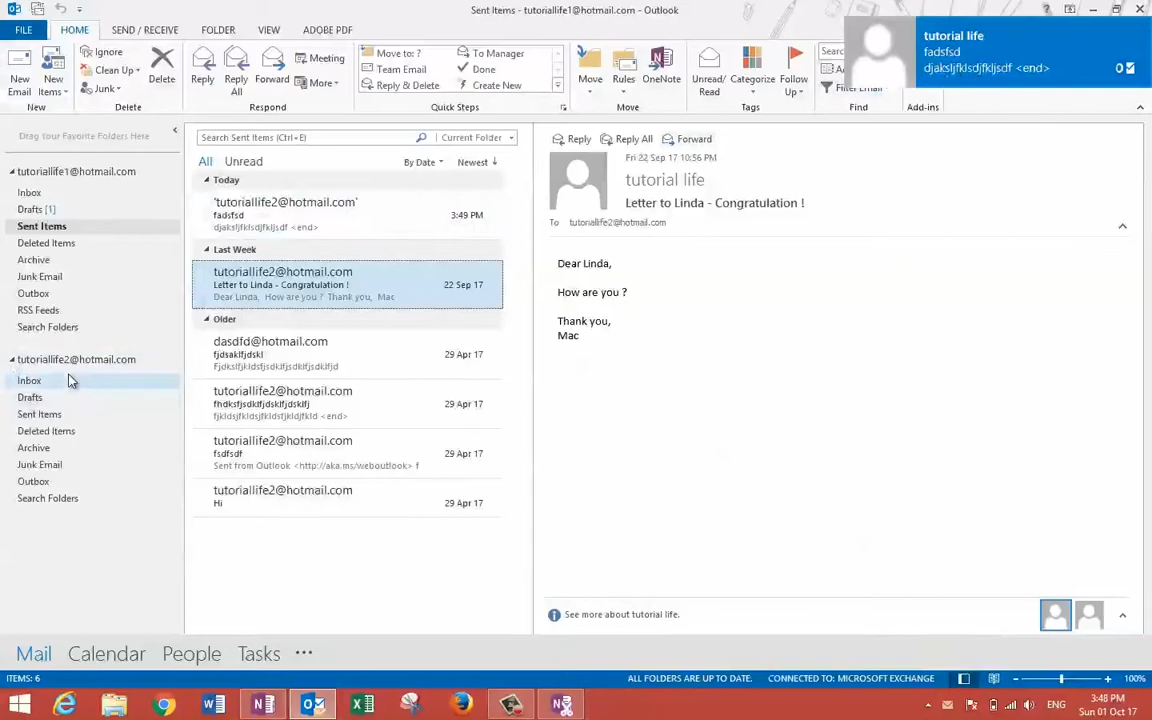 Sent Items - tutoriallife1@hotmail.com - Outlook
FILE
HOME
SEND / RECEIVE
FOLDER
VIEW
ADOBE PDF
New Email
New Items
Ignore
Clean Up
Junk
Delete
Reply
Reply All
Forward
Meeting
More
Move to: ?
Team Email
Reply & Delete
To Manager
Done
Create New
Move
Rules
OneNote
Unread/ Read
Categorize
Follow Up
Filter Email
New
Delete
Respond
Quick Steps
Move
Tags
Find
Add-ins
tutorial life
fadsfsd
djaksljfklsdjfkljsdf <end>
0
Drag Your Favorite Folders Here
tutoriallife1@hotmail.com
Inbox
Drafts [1]
Sent Items
Deleted Items
Archive
Junk Email
Outbox
RSS Feeds
Search Folders
tutoriallife2@hotmail.com
Inbox
Drafts
Sent Items
Deleted Items
Archive
Junk Email
Outbox
Search Folders
Search Sent Items (Ctrl+E)
Current Folder
All Unread
By Date Newest
Today
'tutoriallife2@hotmail.com'
fadsfsd 3:49 PM
djaksljfklsdjfkljsdf <end>
Last Week
tutoriallife2@hotmail.com
Letter to Linda - Congratulation ! 22 Sep 17
Dear Linda, How are you ? Thank you, Mac
Older
dasdfd@hotmail.com
fjdsaklfjdskl 29 Apr 17
tutoriallife2@hotmail.com
29 Apr 17
tutoriallife2@hotmail.com
fsdfsdf 29 Apr 17
Sent from Outlook <http://aka.ms/weboutlook> f
tutoriallife2@hotmail.com
Hi 29 Apr 17
Reply Reply All Forward
Fri 22 Sep 17 10:56 PM
tutorial life
Letter to Linda - Congratulation !
To tutoriallife2@hotmail.com
Dear Linda,
How are you ?
Thank you,
Mac
See more about tutorial life.
Mail Calendar People Tasks
ITEMS: 6
ALL FOLDERS ARE UP TO DATE.
CONNECTED TO: MICROSOFT EXCHANGE
100%
ENG
3:48 PM
Sun 01 Oct 17